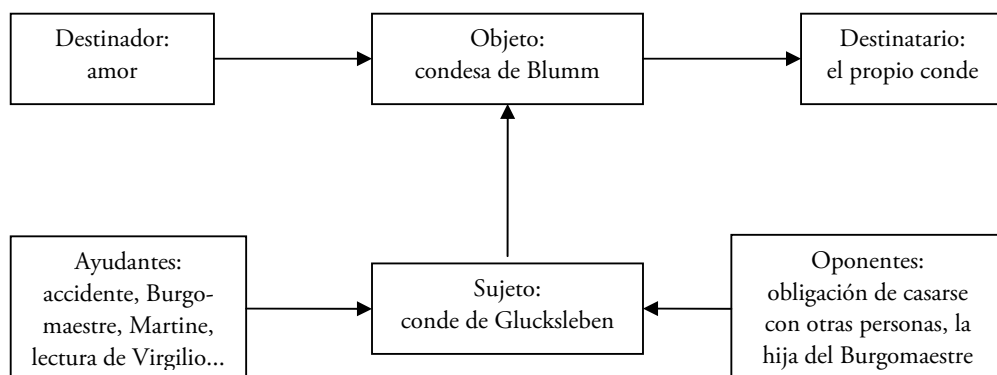 Destinador:
amor
Objeto:
condesa de Blumm
Destinatario:
el propio conde
Ayudantes:
accidente, Burgo-
maestre, Martine,
lectura de Virgilio...
Sujeto:
conde de Glucksleben
Oponentes:
obligación de casarse
con otras personas, la
hija del Burgomaestre